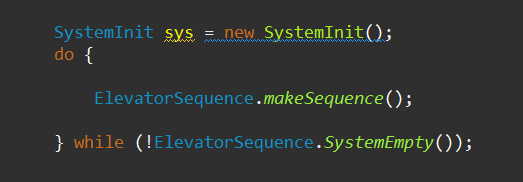 SystemInit sys = new SystemInit();
do {
ElevatorSequence.makeSequence();
} while (!ElevatorSequence.SystemEmpty());